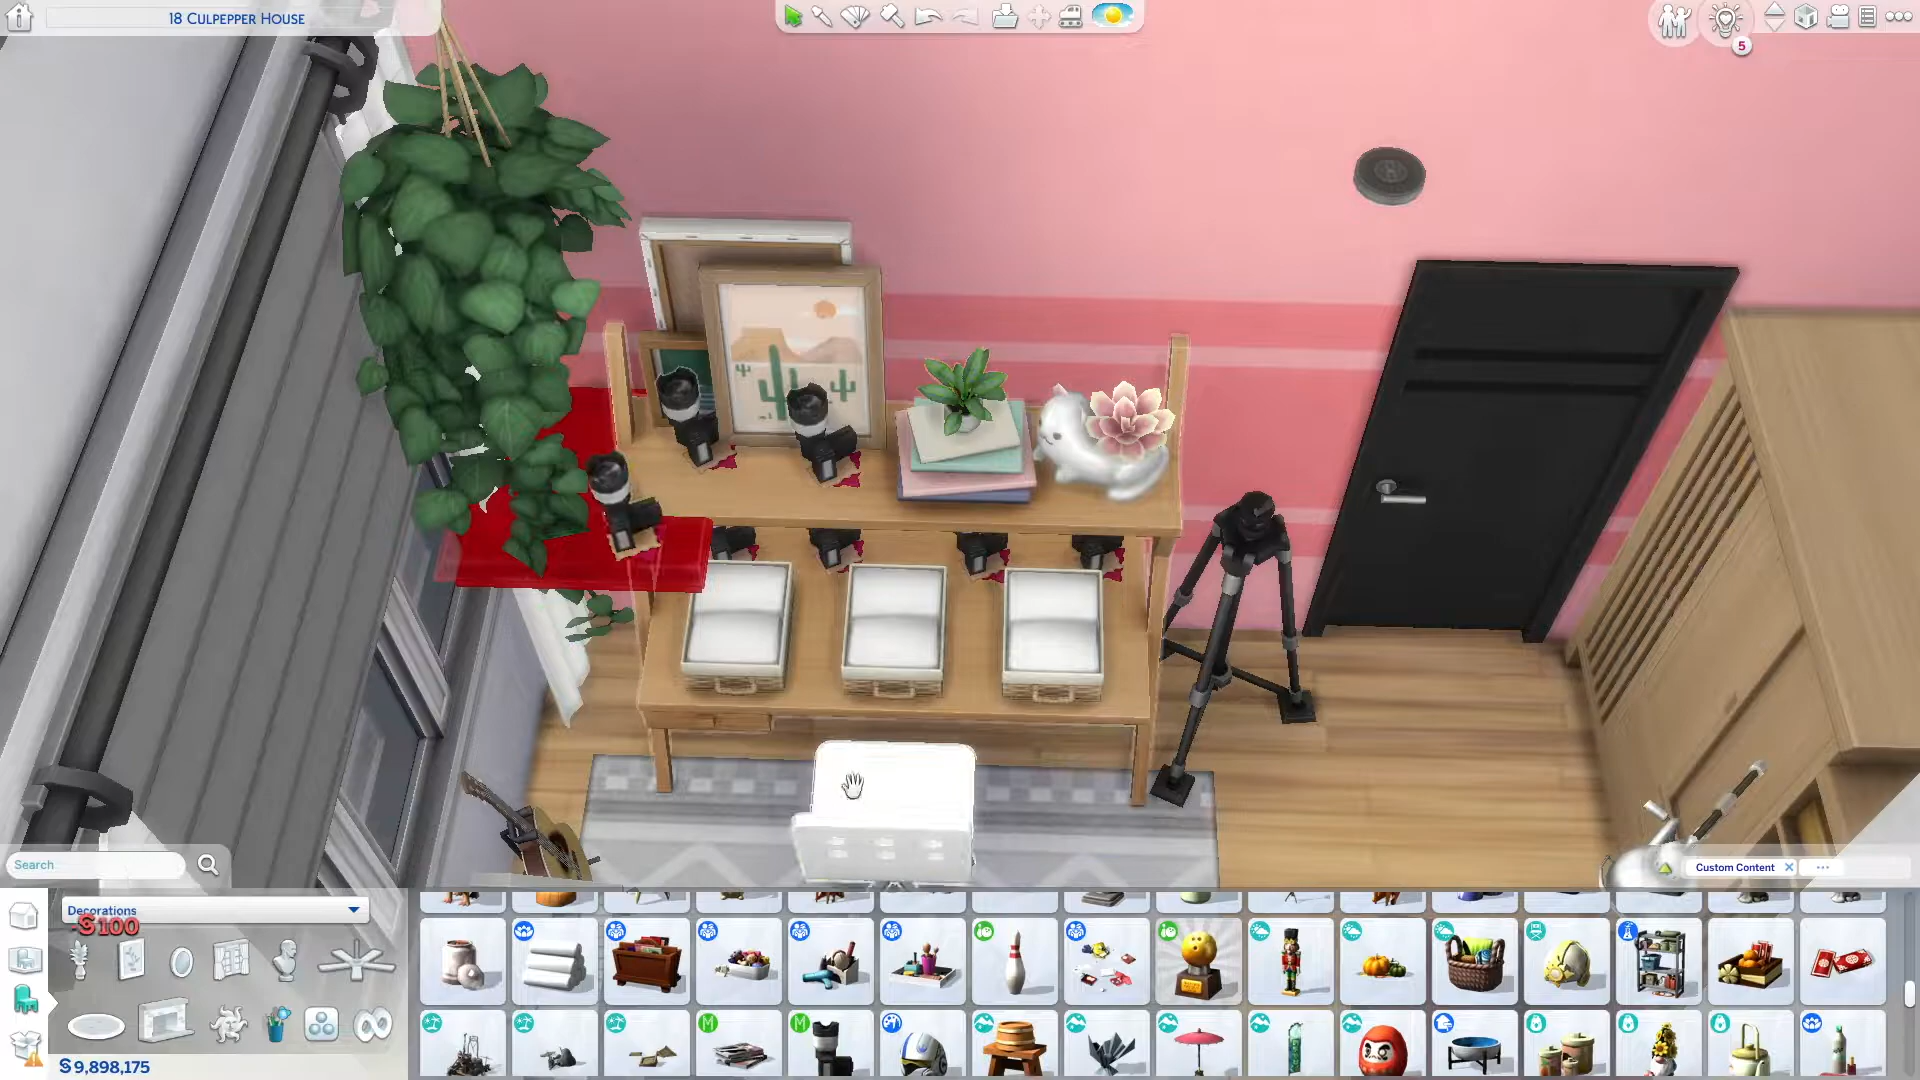 18 Culpepper House
5
Search
Custom Content
Decorations
-§100
§9,898,175
M
M